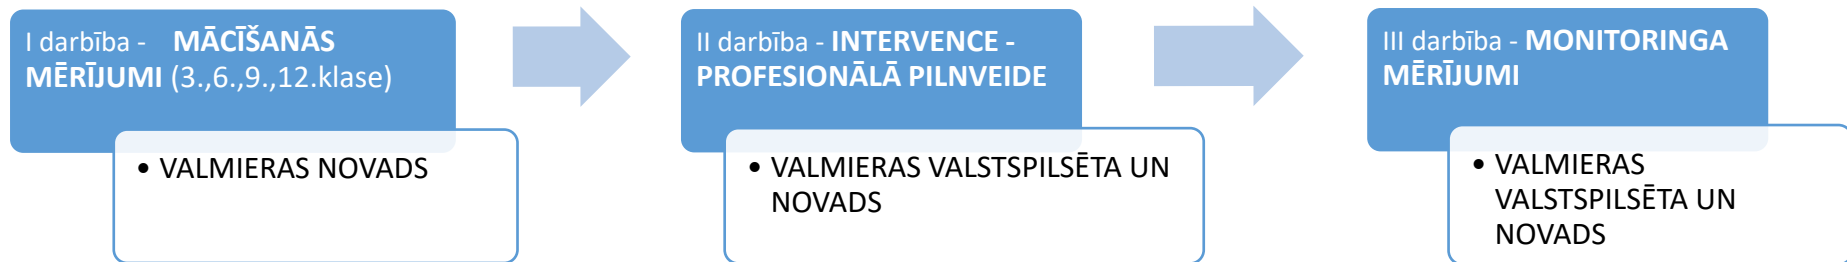 I darbība - MĀCĪŠANĀS
MĒRĪJUMI (3.,6.,9.,12.klase)
• VALMIERAS NOVADS
II darbība - INTERVENCE -
PROFESIONĀLĀ PILNVEIDE
• VALMIERAS VALSTSPILSĒTA UN
NOVADS
III darbība - MONITORINGA
MĒRĪJUMI
• VALMIERAS
VALSTSPILSĒTA UN
NOVADS